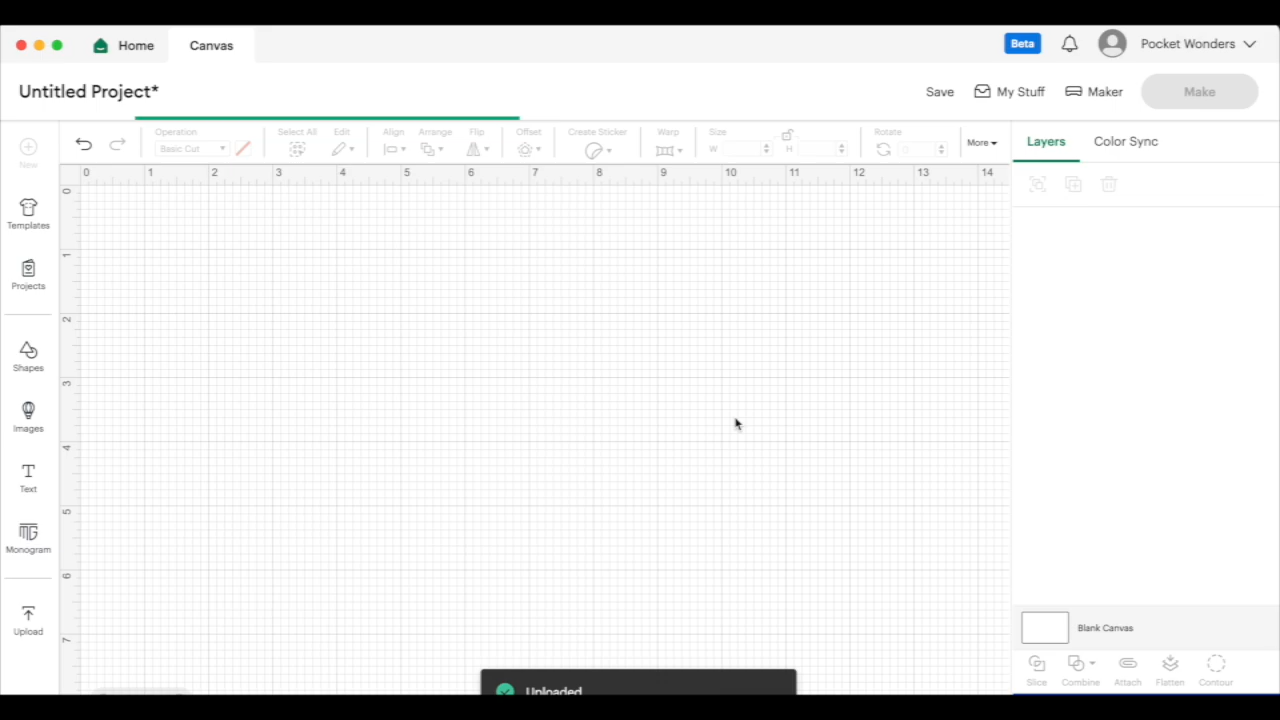 Home
Canvas
Beta
Pocket Wonders
Untitled Project*
Save
My Stuff
Maker
Make
New
Operation
Basic Cut
Select All
Edit
Align
Arrange
Flip
Offset
Create Sticker
Warp
Size
W
H
Rotate
0
More
Layers
Color Sync
0 1 2 3 4 5 6 7 8 9 10 11 12 13 14
0
1
2
3
4
5
6
7
Templates
Projects
Shapes
Images
Text
Monogram
Upload
Blank Canvas
Slice
Combine
Attach
Flatten
Contour
Uploaded